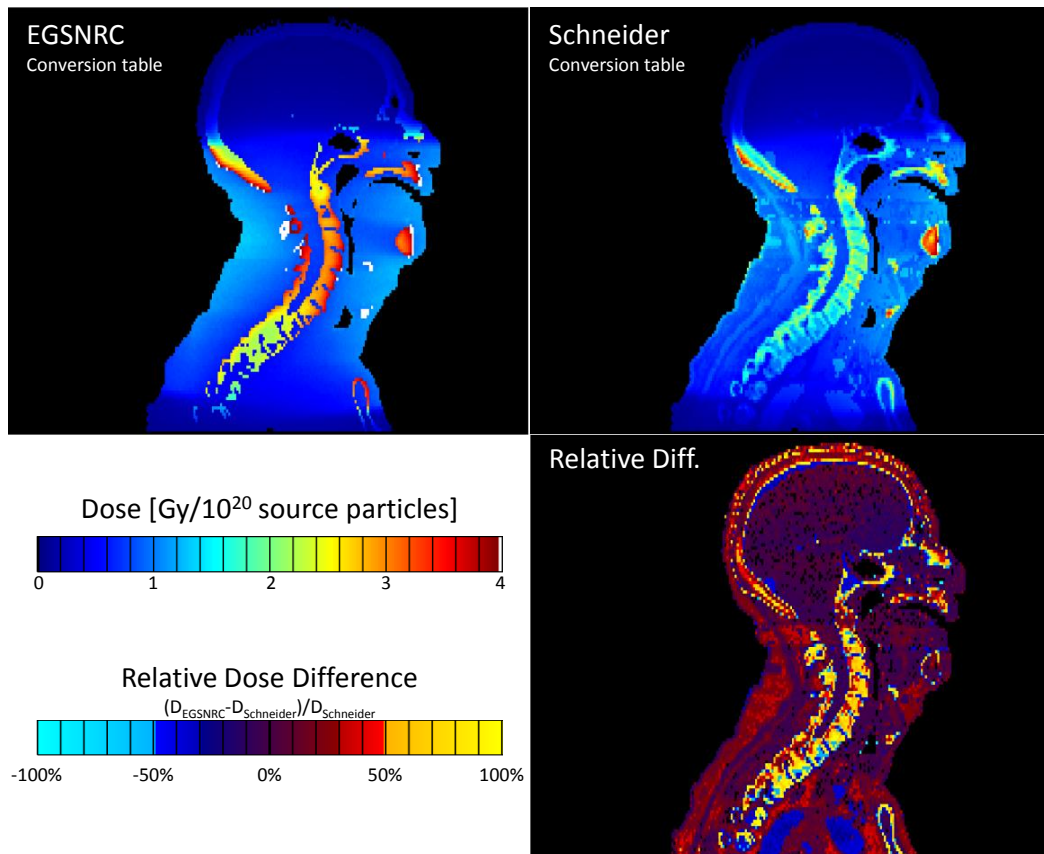 EGSNRC
Conversion table
Schneider
Conversion table
Dose [Gy/10²⁰ source particles]
0 1 2 3 4
Relative Dose Difference
(D_EGSNRC-D_Schneider)/D_Schneider
-100% -50% 0% 50% 100%
Relative Diff.